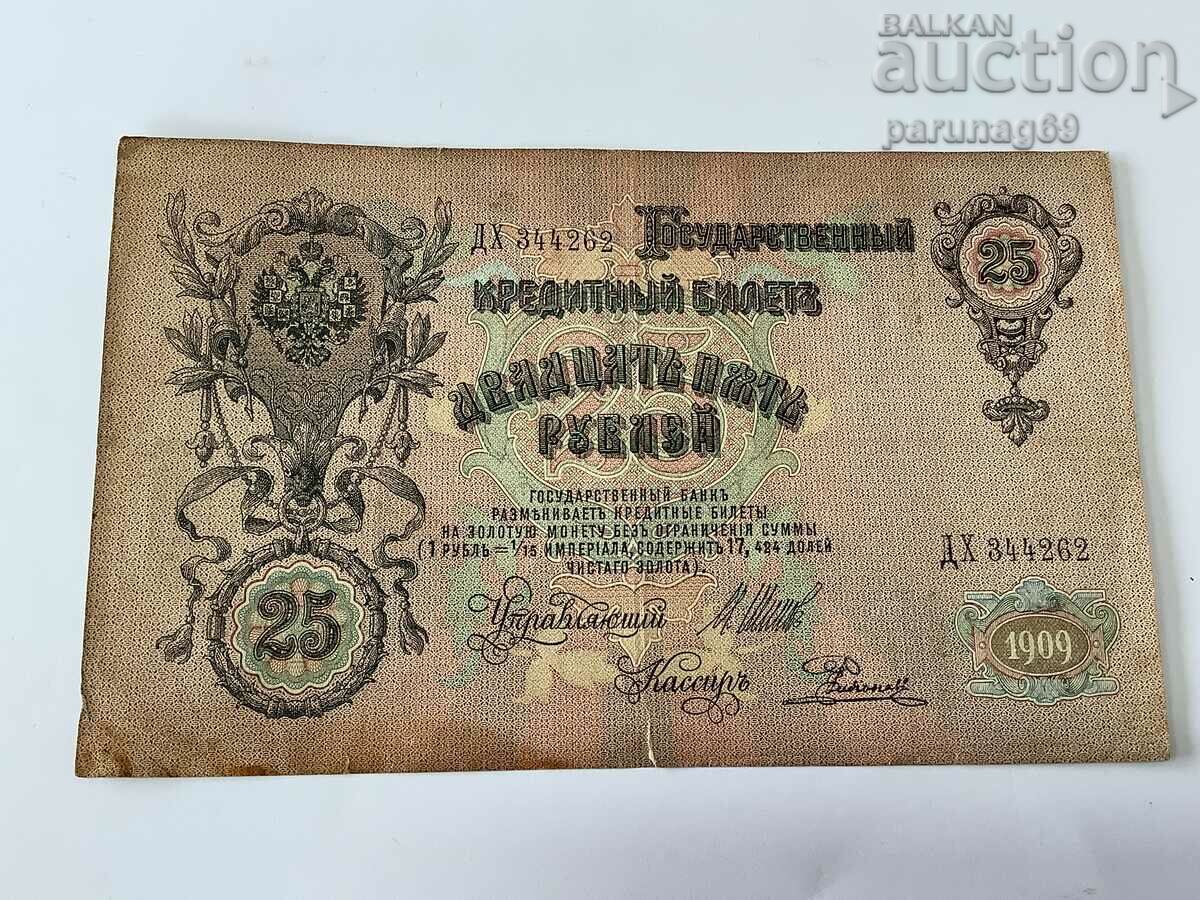 BALKAN
auction
parunag69
ДХ 344262
Государственный
25
Кредитный Билетъ
25
Двадцать пять
Рублей
Государственный Банкъ
размѣниваетъ кредитные билеты
на золотую монету безъ ограниченія суммы
(1 рубль = 1/15 имперіала, содержитъ 17, 424 долей
чистаго золота).
ДХ 344262
25
Управляющій
И Шипов
1909
Кассиръ